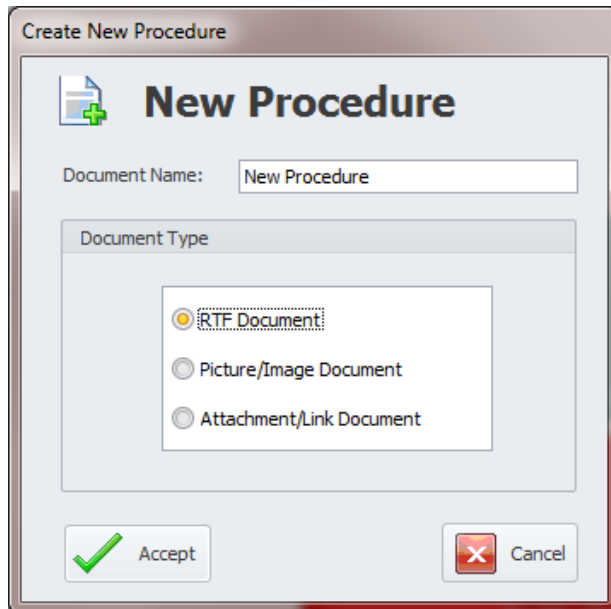 Create New Procedure
New Procedure
Document Name: New Procedure
Document Type
RTF Document
Picture/Image Document
Attachment/Link Document
Accept Cancel